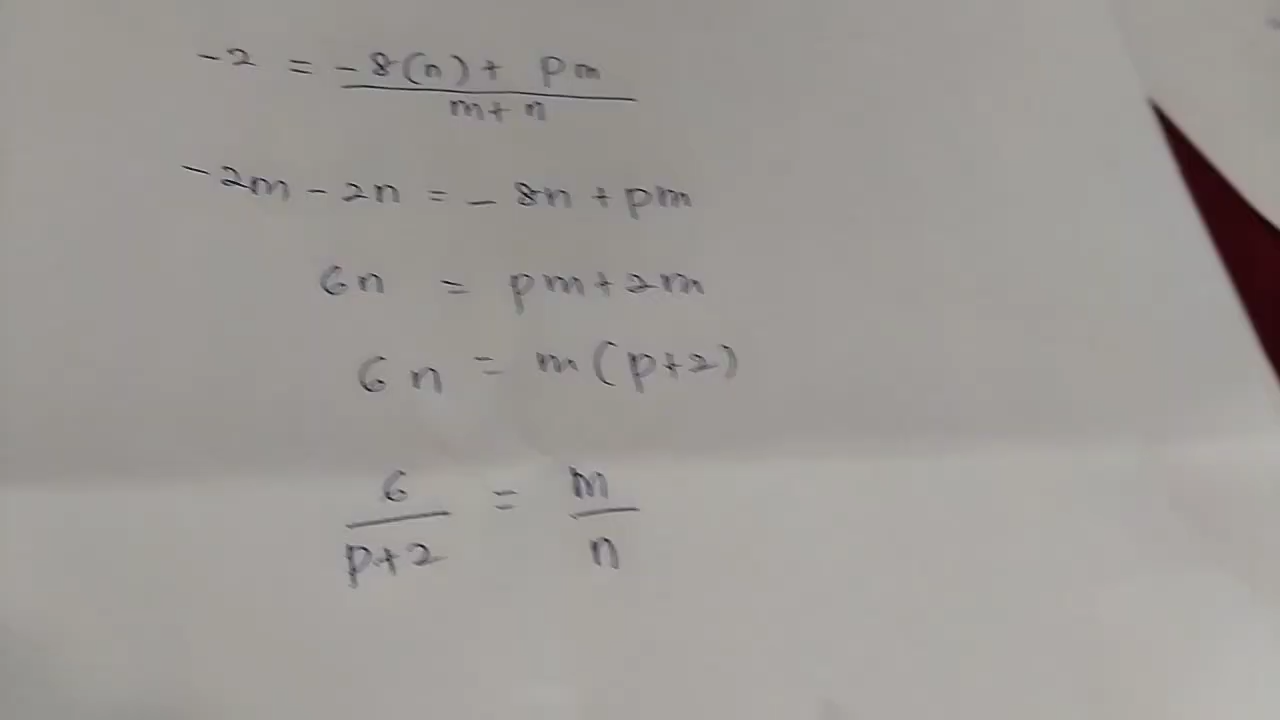 -2 = (-8(n) + pm)/(m+n)
-2m - 2n = -8n + pm
6n = pm + 2m
6n = m(p+2)
6/(p+2) = m/n